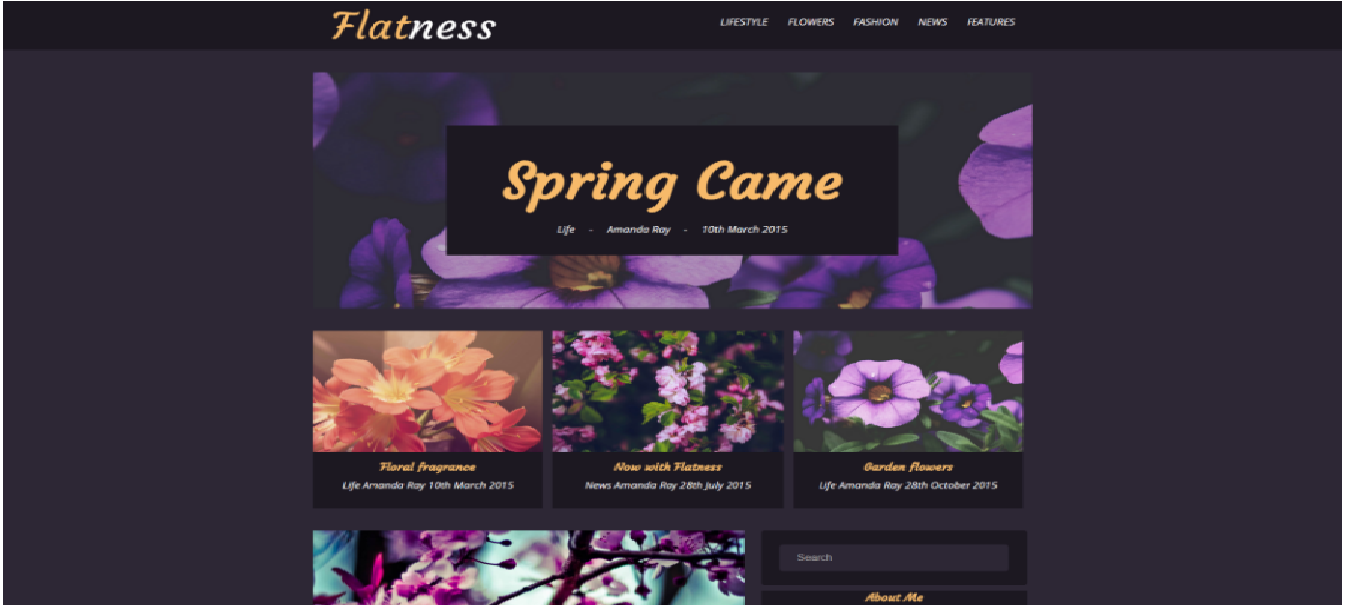 Flatness
LIFESTYLE FLOWERS FASHION NEWS FEATURES
Spring Came
Life - Amanda Ray - 10th March 2015
Floral fragrance
Life Amanda Ray 10th March 2015
Now with Flatness
News Amanda Ray 28th July 2015
Garden flowers
Life Amanda Ray 28th October 2015
Search
About Me